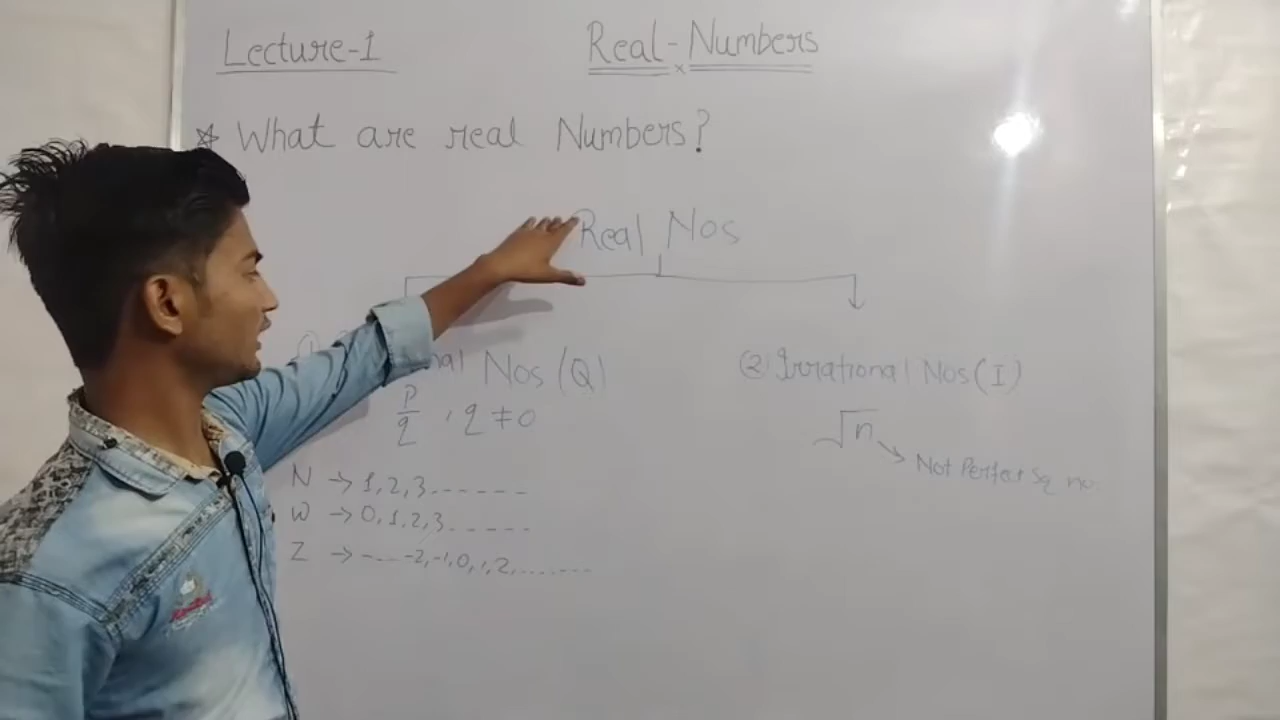 Lecture-1
Real-Numbers
☆ What are real Numbers?
Real Nos
nal Nos (Q)
p/q , q ≠ 0
N → 1,2,3------
W → 0,1,2,3-----
Z → -....-2,-1,0,1,2,.......
② Irrational Nos (I)
√n
Not Perfect Sq no.